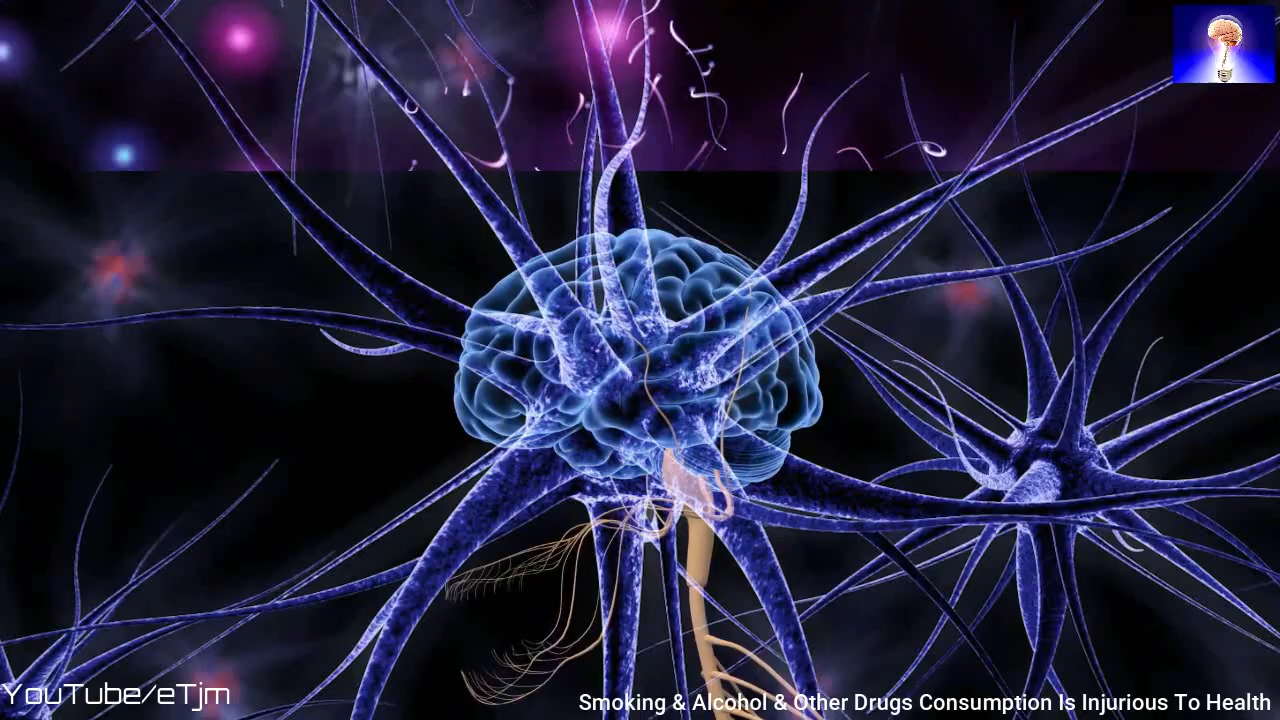 YouTube/eTjm
Smoking & Alcohol & Other Drugs Consumption Is Injurious To Health